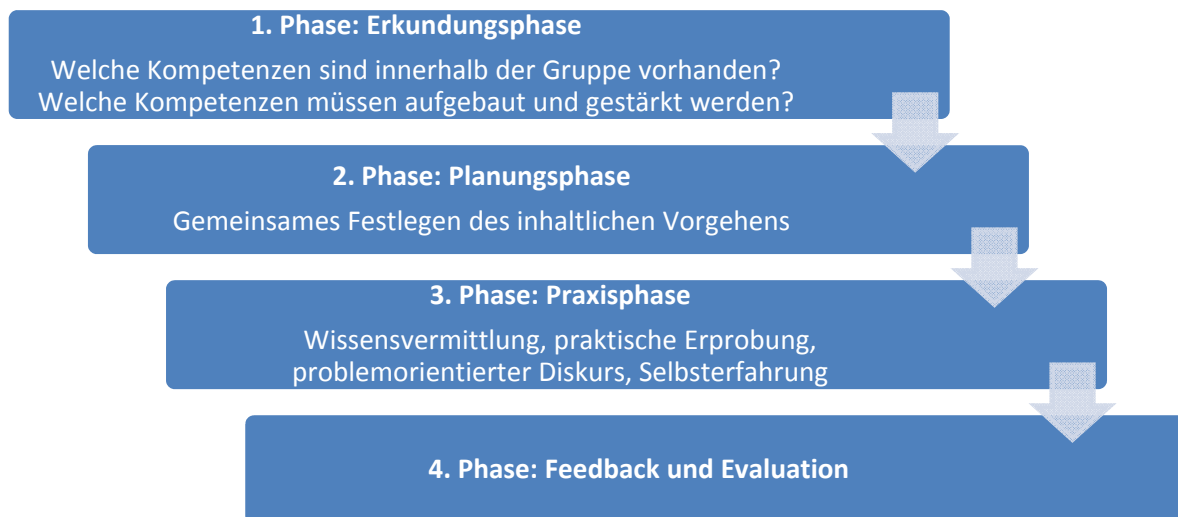 1. Phase: Erkundungsphase
Welche Kompetenzen sind innerhalb der Gruppe vorhanden?
Welche Kompetenzen müssen aufgebaut und gestärkt werden?
2. Phase: Planungsphase
Gemeinsames Festlegen des inhaltlichen Vorgehens
3. Phase: Praxisphase
Wissensvermittlung, praktische Erprobung,
problemorientierter Diskurs, Selbsterfahrung
4. Phase: Feedback und Evaluation